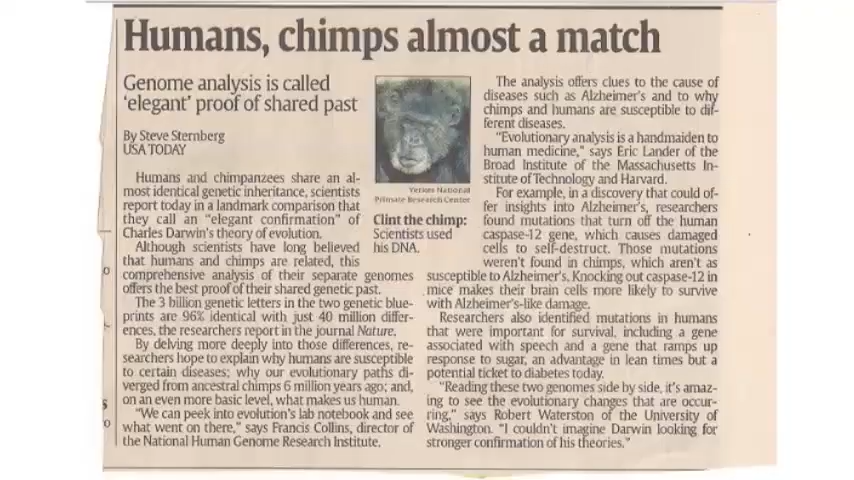 Humans, chimps almost a match
Genome analysis is called
'elegant' proof of shared past
By Steve Sternberg
USA TODAY
Humans and chimpanzees share an al-
most identical genetic inheritance, scientists
report today in a landmark comparison that
they call an "elegant confirmation" of
Charles Darwin's theory of evolution.
Although scientists have long believed
that humans and chimps are related, this
comprehensive analysis of their separate genomes
offers the best proof of their shared genetic past.
The 3 billion genetic letters in the two genetic blue-
prints are 96% identical with just 40 million differ-
ences, the researchers report in the journal Nature.
By delving more deeply into those differences, re-
searchers hope to explain why humans are susceptible
to certain diseases; why our evolutionary paths di-
verged from ancestral chimps 6 million years ago; and,
on an even more basic level, what makes us human.
"We can peek into evolution's lab notebook and see
what went on there," says Francis Collins, director of
the National Human Genome Research Institute.
Yerkes National
Primate Research Center
Clint the chimp:
Scientists used
his DNA.
The analysis offers clues to the cause of
diseases such as Alzheimer's and to why
chimps and humans are susceptible to dif-
ferent diseases.
"Evolutionary analysis is a handmaiden to
human medicine," says Eric Lander of the
Broad Institute of the Massachusetts In-
stitute of Technology and Harvard.
For example, in a discovery that could of-
fer insights into Alzheimer's, researchers
found mutations that turn off the human
caspase-12 gene, which causes damaged
cells to self-destruct. Those mutations
weren't found in chimps, which aren't as
susceptible to Alzheimer's. Knocking out caspase-12 in
mice makes their brain cells more likely to survive
with Alzheimer's-like damage.
Researchers also identified mutations in humans
that were important for survival, including a gene
associated with speech and a gene that ramps up
response to sugar, an advantage in lean times but a
potential ticket to diabetes today.
"Reading these two genomes side by side, it's amaz-
ing to see the evolutionary changes that are occur-
ring," says Robert Waterston of the University of
Washington. "I couldn't imagine Darwin looking for
stronger confirmation of his theories."